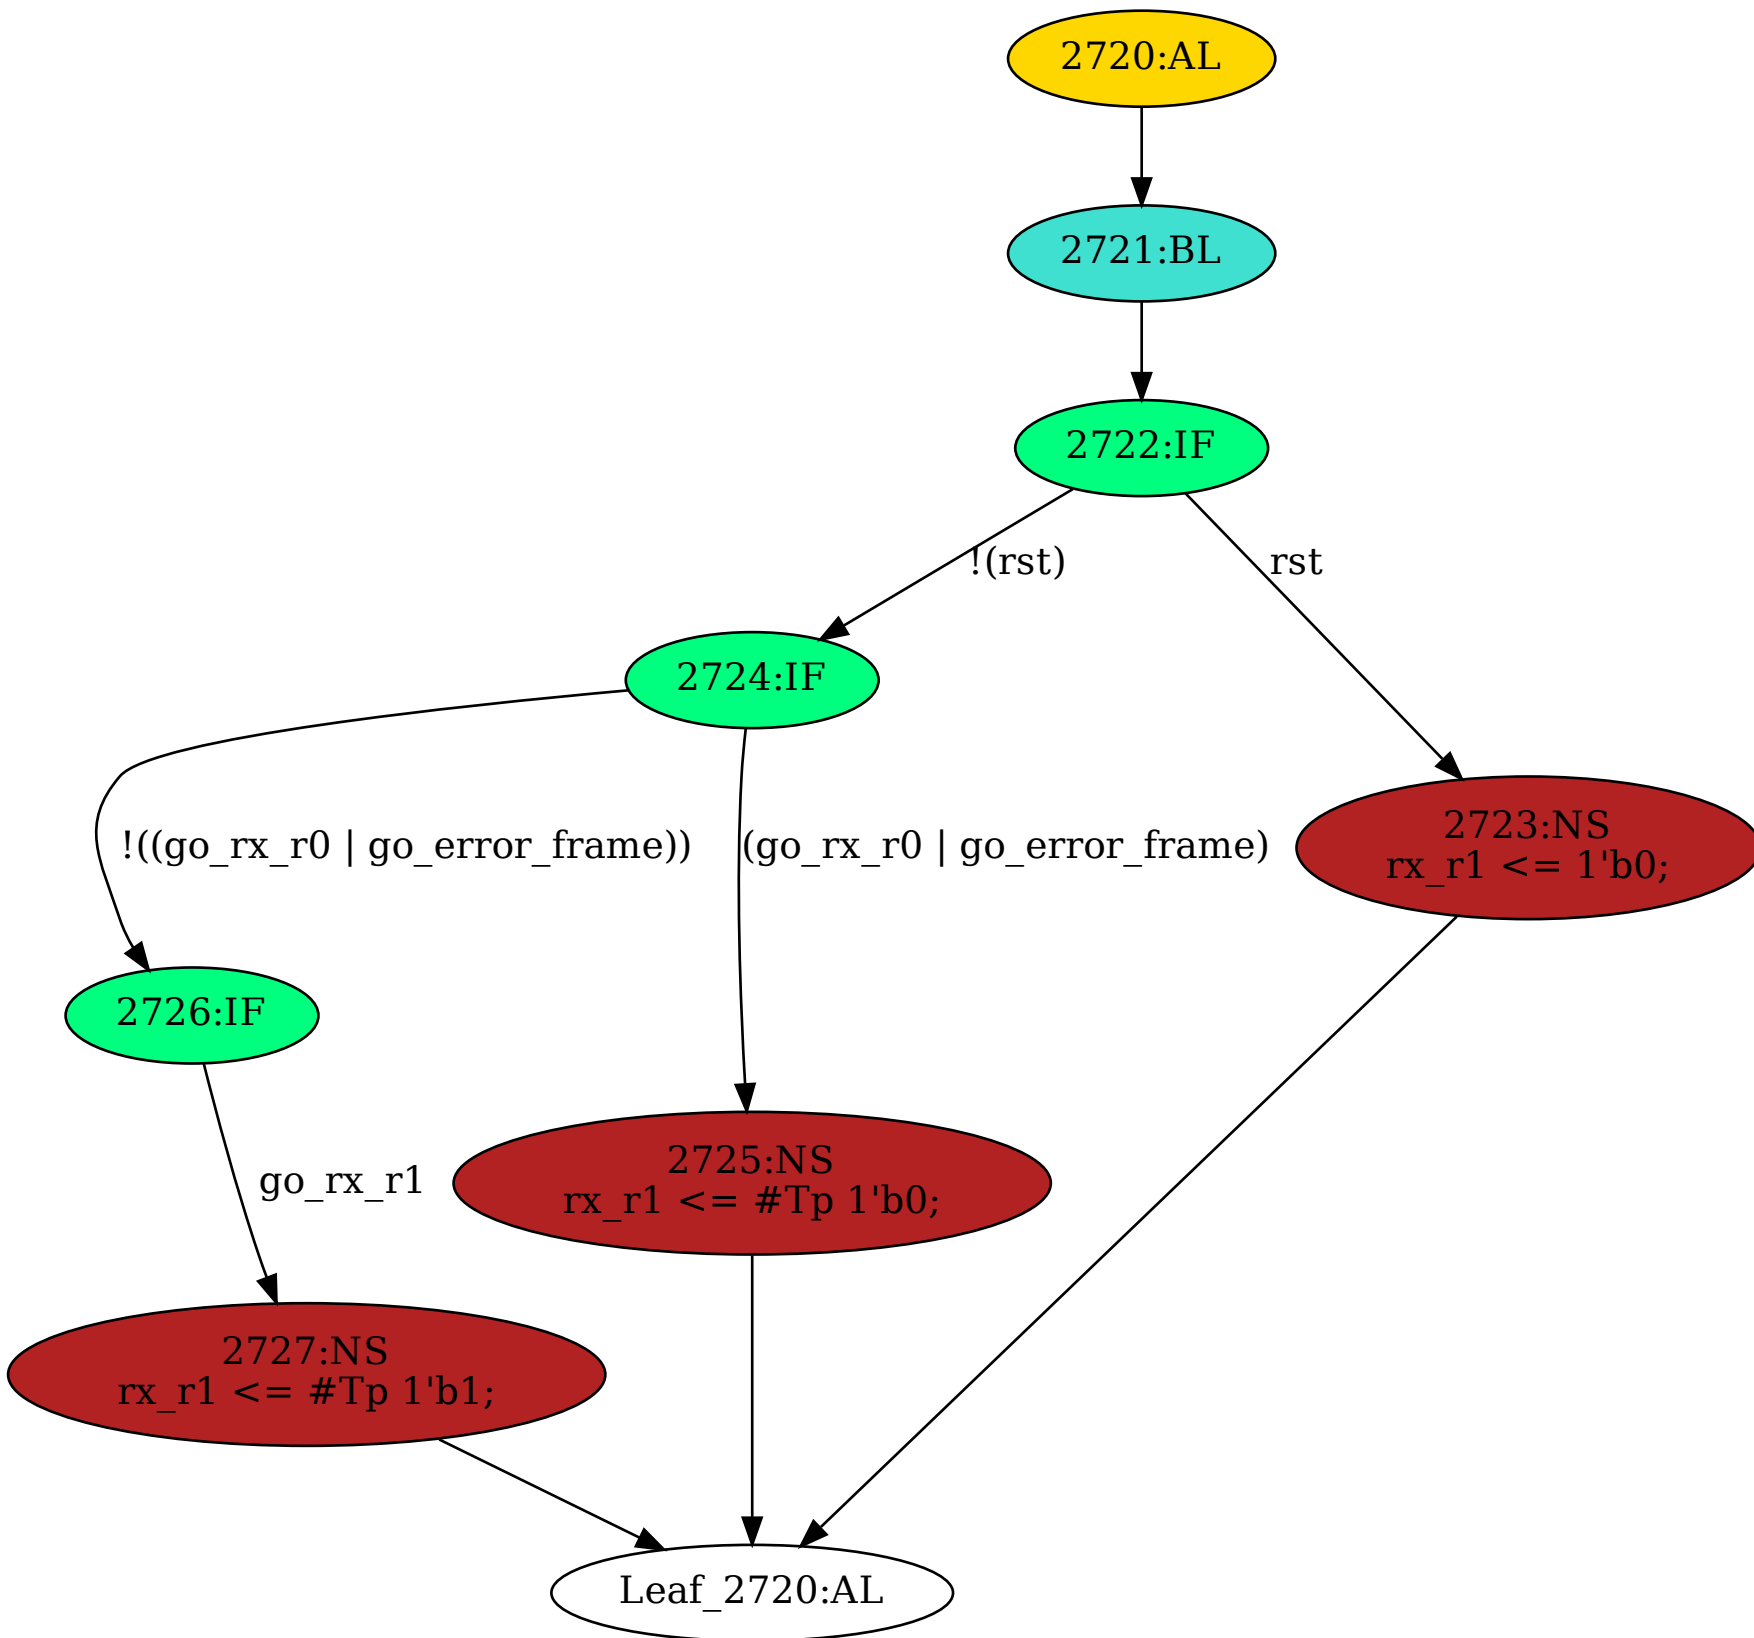 2720:AL
2721:BL
2722:IF
!(rst)
rst
2724:IF
2723:NS
rx_r1 <= 1'b0;
!((go_rx_r0 | go_error_frame))
(go_rx_r0 | go_error_frame)
2726:IF
go_rx_r1
2725:NS
rx_r1 <= #Tp 1'b0;
2727:NS
rx_r1 <= #Tp 1'b1;
Leaf_2720:AL